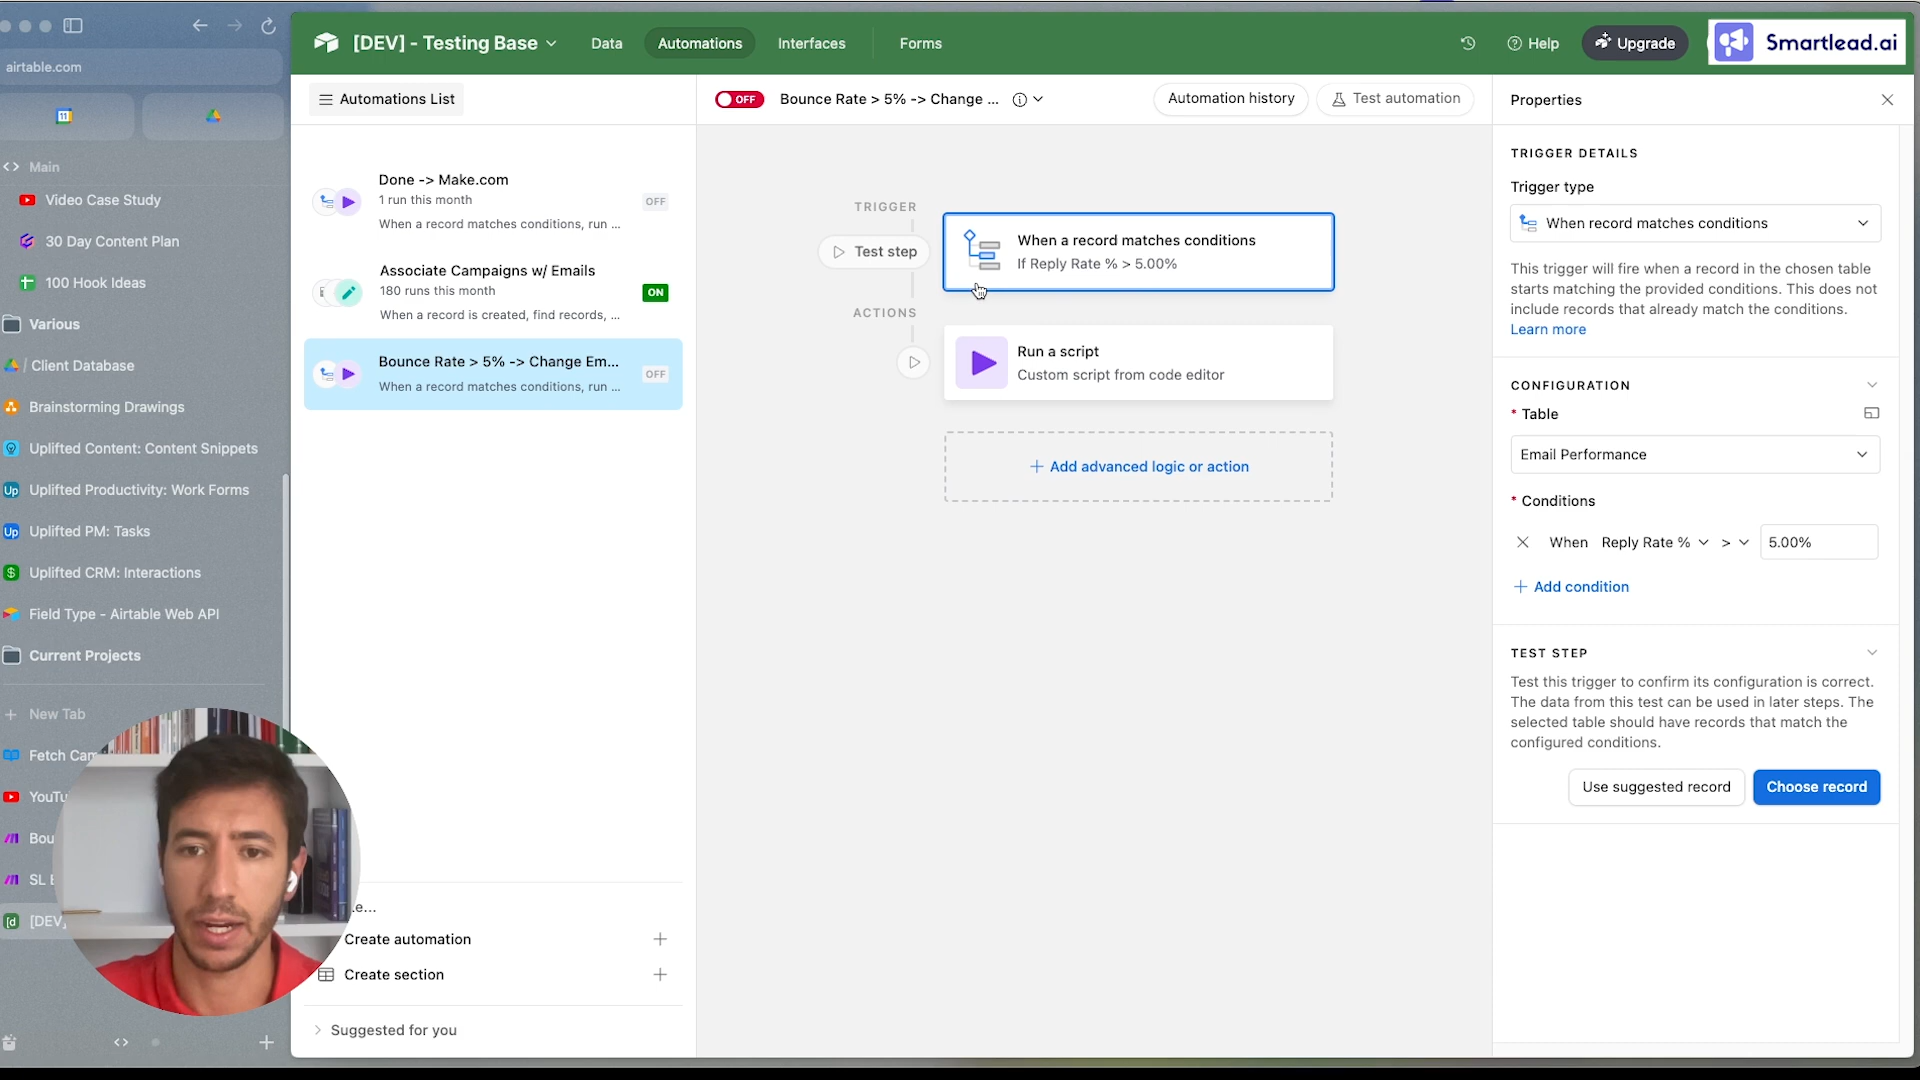 airtable.com
Main
Video Case Study
30 Day Content Plan
100 Hook Ideas
Various
/ Client Database
Brainstorming Drawings
Uplifted Content: Content Snippets
Uplifted Productivity: Work Forms
Uplifted PM: Tasks
Uplifted CRM: Interactions
Field Type - Airtable Web API
Current Projects
New Tab
Fetch Cam
YouTu
Bou
SL
[DEV]
[DEV] - Testing Base
Data
Automations
Interfaces
Forms
Help
Upgrade
Smartlead.ai
Automations List
Done -> Make.com
1 run this month
When a record matches conditions, run ...
OFF
Associate Campaigns w/ Emails
180 runs this month
When a record is created, find records, ...
ON
Bounce Rate > 5% -> Change Em...
When a record matches conditions, run ...
OFF
.e...
Create automation
Create section
Suggested for you
OFF
Bounce Rate > 5% -> Change ...
Automation history
Test automation
TRIGGER
Test step
When a record matches conditions
If Reply Rate % > 5.00%
ACTIONS
Run a script
Custom script from code editor
Add advanced logic or action
Properties
TRIGGER DETAILS
Trigger type
When record matches conditions
This trigger will fire when a record in the chosen table
starts matching the provided conditions. This does not
include records that already match the conditions.
Learn more
CONFIGURATION
* Table
Email Performance
* Conditions
When Reply Rate % > 5.00%
Add condition
TEST STEP
Test this trigger to confirm its configuration is correct.
The data from this test can be used in later steps. The
selected table should have records that match the
configured conditions.
Use suggested record
Choose record